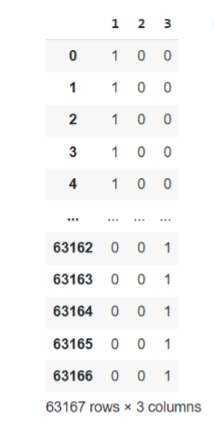 1 2 3
0 1 0 0
1 1 0 0
2 1 0 0
3 1 0 0
4 1 0 0
... ... ... ...
63162 0 0 1
63163 0 0 1
63164 0 0 1
63165 0 0 1
63166 0 0 1
63167 rows × 3 columns